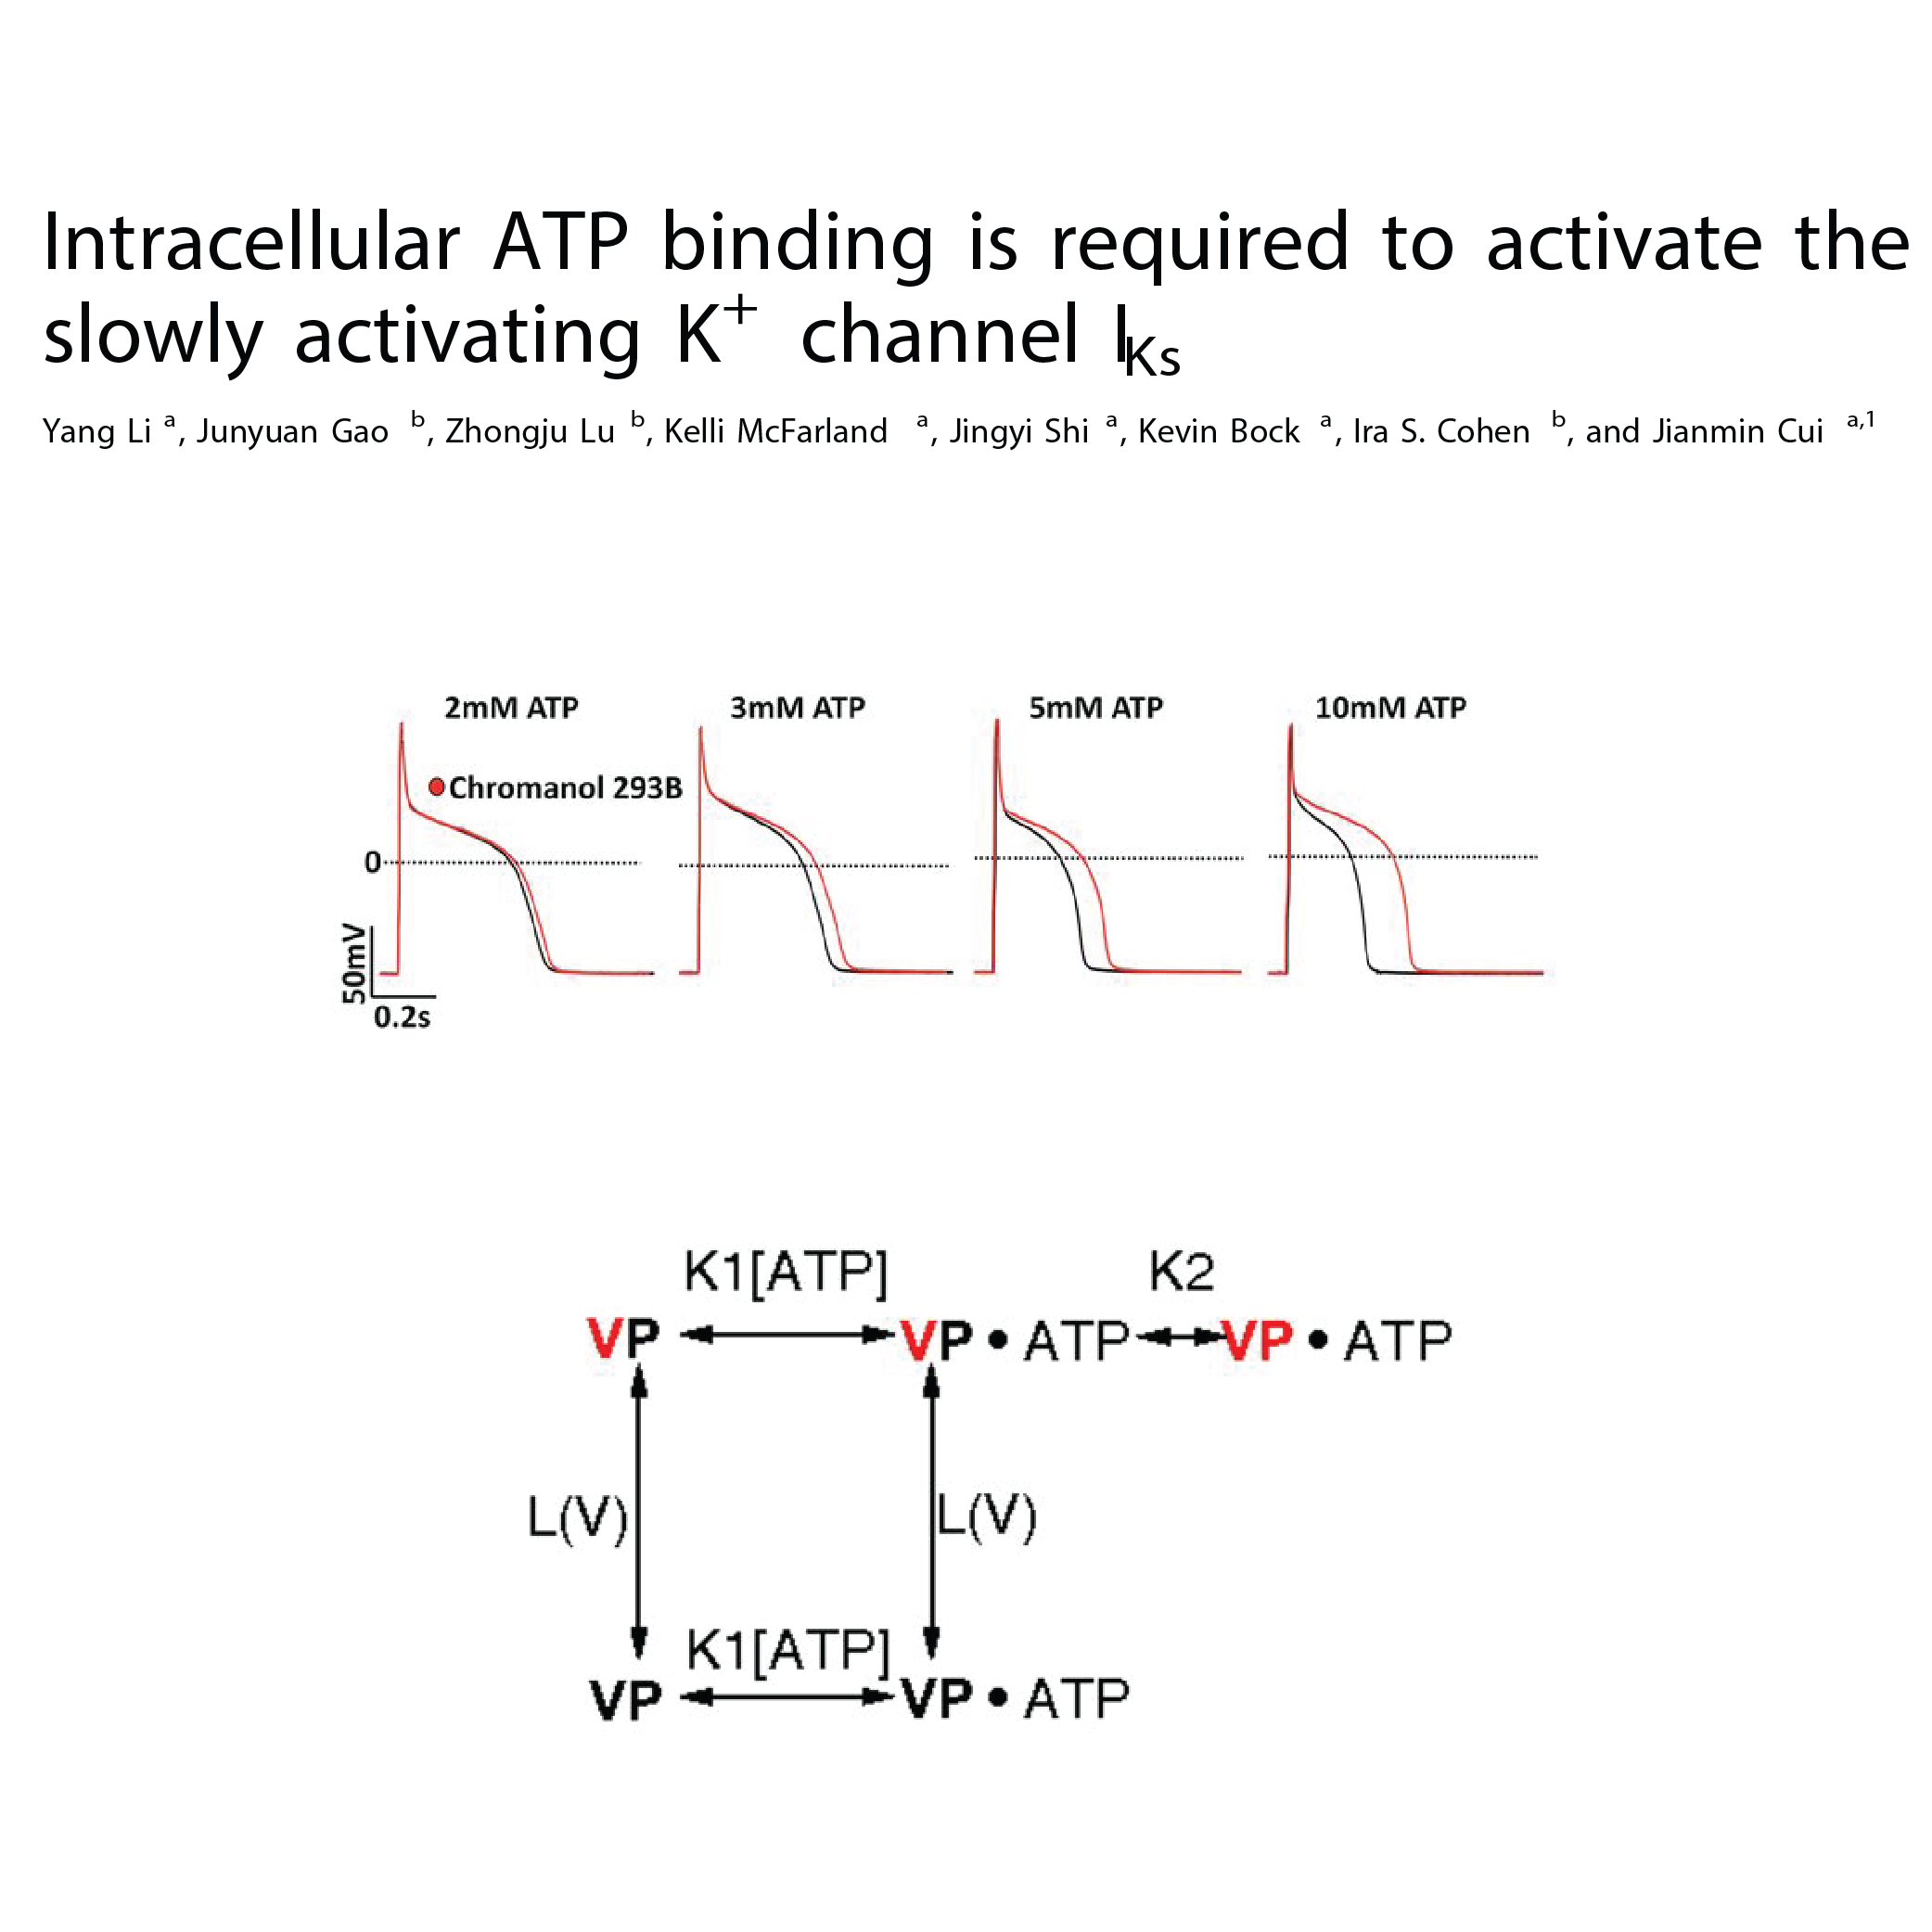 Intracellular ATP binding is required to activate the
slowly activating K+ channel IKs
Yang Li a, Junyuan Gao b, Zhongju Lu b, Kelli McFarland a, Jingyi Shi a, Kevin Bock a, Ira S. Cohen b, and Jianmin Cui a,1
2mM ATP 3mM ATP 5mM ATP 10mM ATP
Chromanol 293B
0
50mV
0.2s
K1[ATP] K2
VP VP • ATP VP • ATP
L(V) L(V)
K1[ATP]
VP VP • ATP